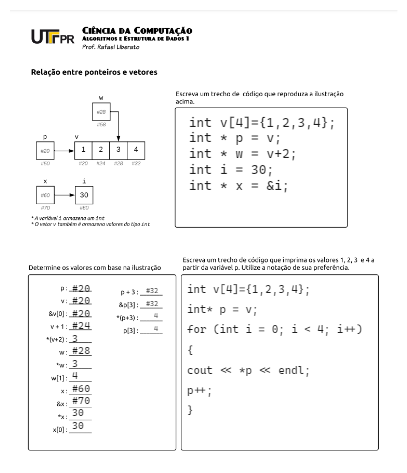 UTFPR
CIÊNCIA DA COMPUTAÇÃO
ALGORITMOS E ESTRUTURA DE DADOS I
Prof. Rafael Liberato
Relação entre ponteiros e vetores
w
#28
#58
p
#20
#50
v
1 2 3 4
#20 #24 #28 #32
x
#60
#70
i
30
#60
* A variável i armazena um int
* O vetor v também é armazena valores do tipo int.
Escreva um trecho de código que reproduza a ilustração
acima.
int v[4]={1,2,3,4};
int * p = v;
int * w = v+2;
int i = 30;
int * x = &i;
Determine os valores com base na ilustração
p: #20
v: #20
&v[0]: #20
v + 1: #24
*(v+2): 3
w: #28
*w: 3
w[1]: 4
x: #60
&x: #70
*x: 30
x[0]: 30
p + 3: #32
&p[3]: #32
*(p+3): 4
p[3]: 4
Escreva um trecho de código que imprima os valores 1, 2, 3 e 4 a
partir da variável p. Utilize a notação de sua preferência.
int v[4]={1,2,3,4};
int* p = v;
for (int i = 0; i < 4; i++)
{
cout << *p << endl;
p++;
}